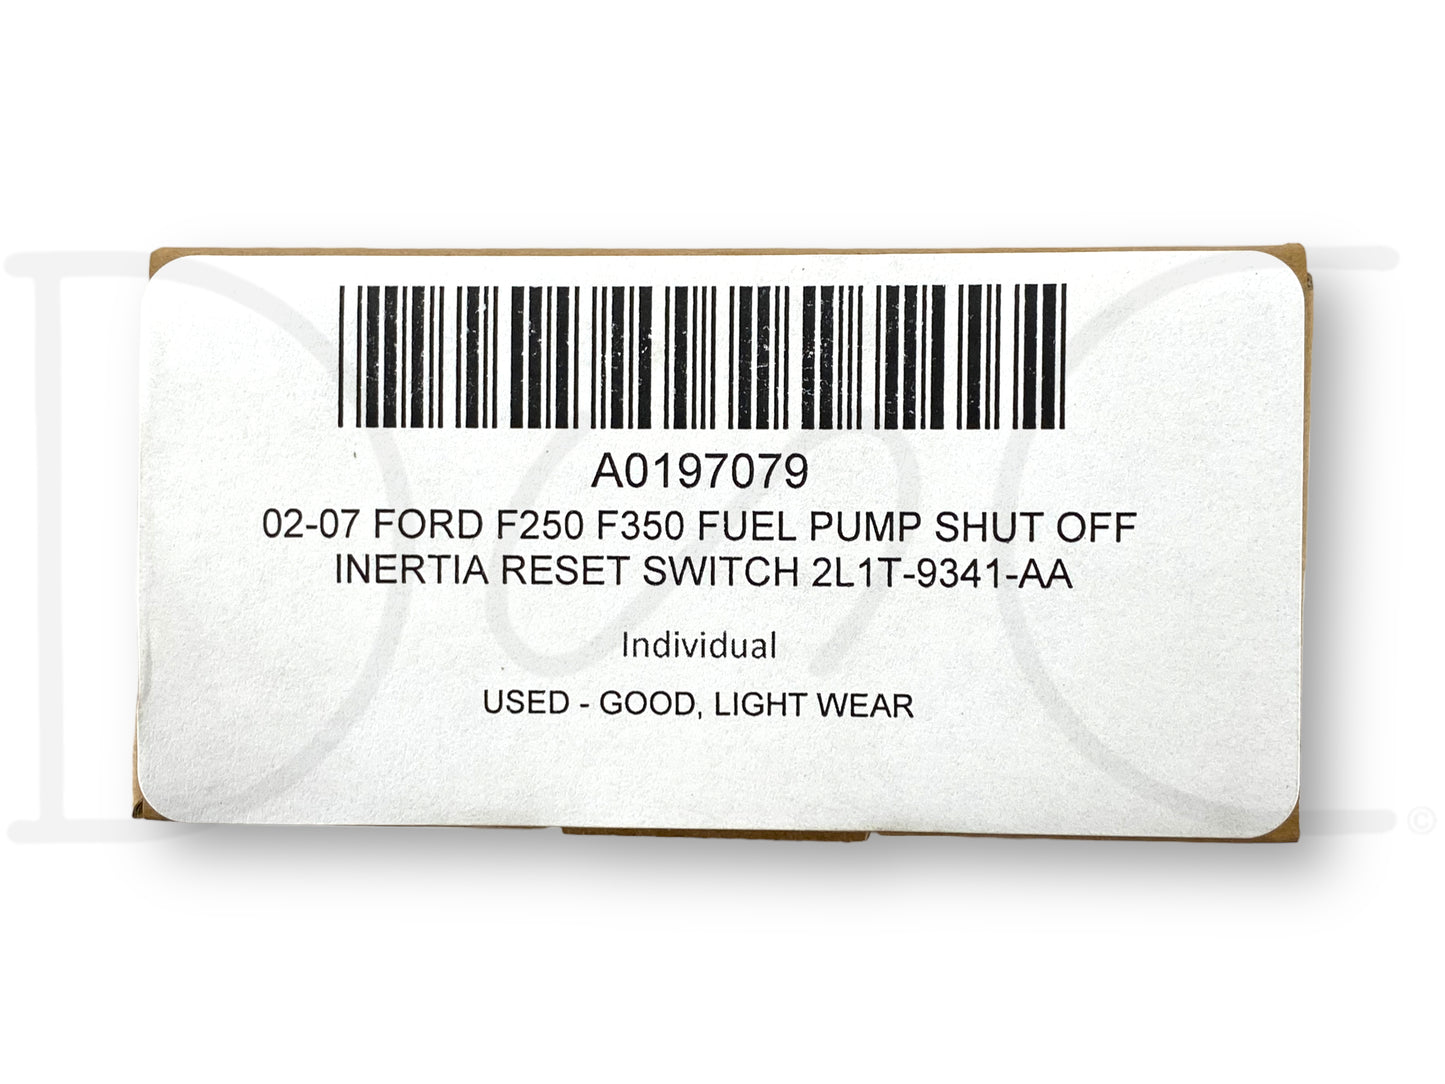 A0197079
02-07 FORD F250 F350 FUEL PUMP SHUT OFF
INERTIA RESET SWITCH 2L1T-9341-AA
Individual
USED - GOOD, LIGHT WEAR
©